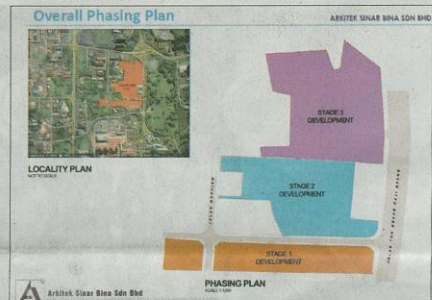 Overall Phasing Plan
ARKITEK SINAR BINA SDN BHD
LOCALITY PLAN
NOT TO SCALE
STAGE 3
DEVELOPMENT
STAGE 2
DEVELOPMENT
STAGE 1
DEVELOPMENT
PHASING PLAN
Arkitek Sinar Bina Sdn Bhd